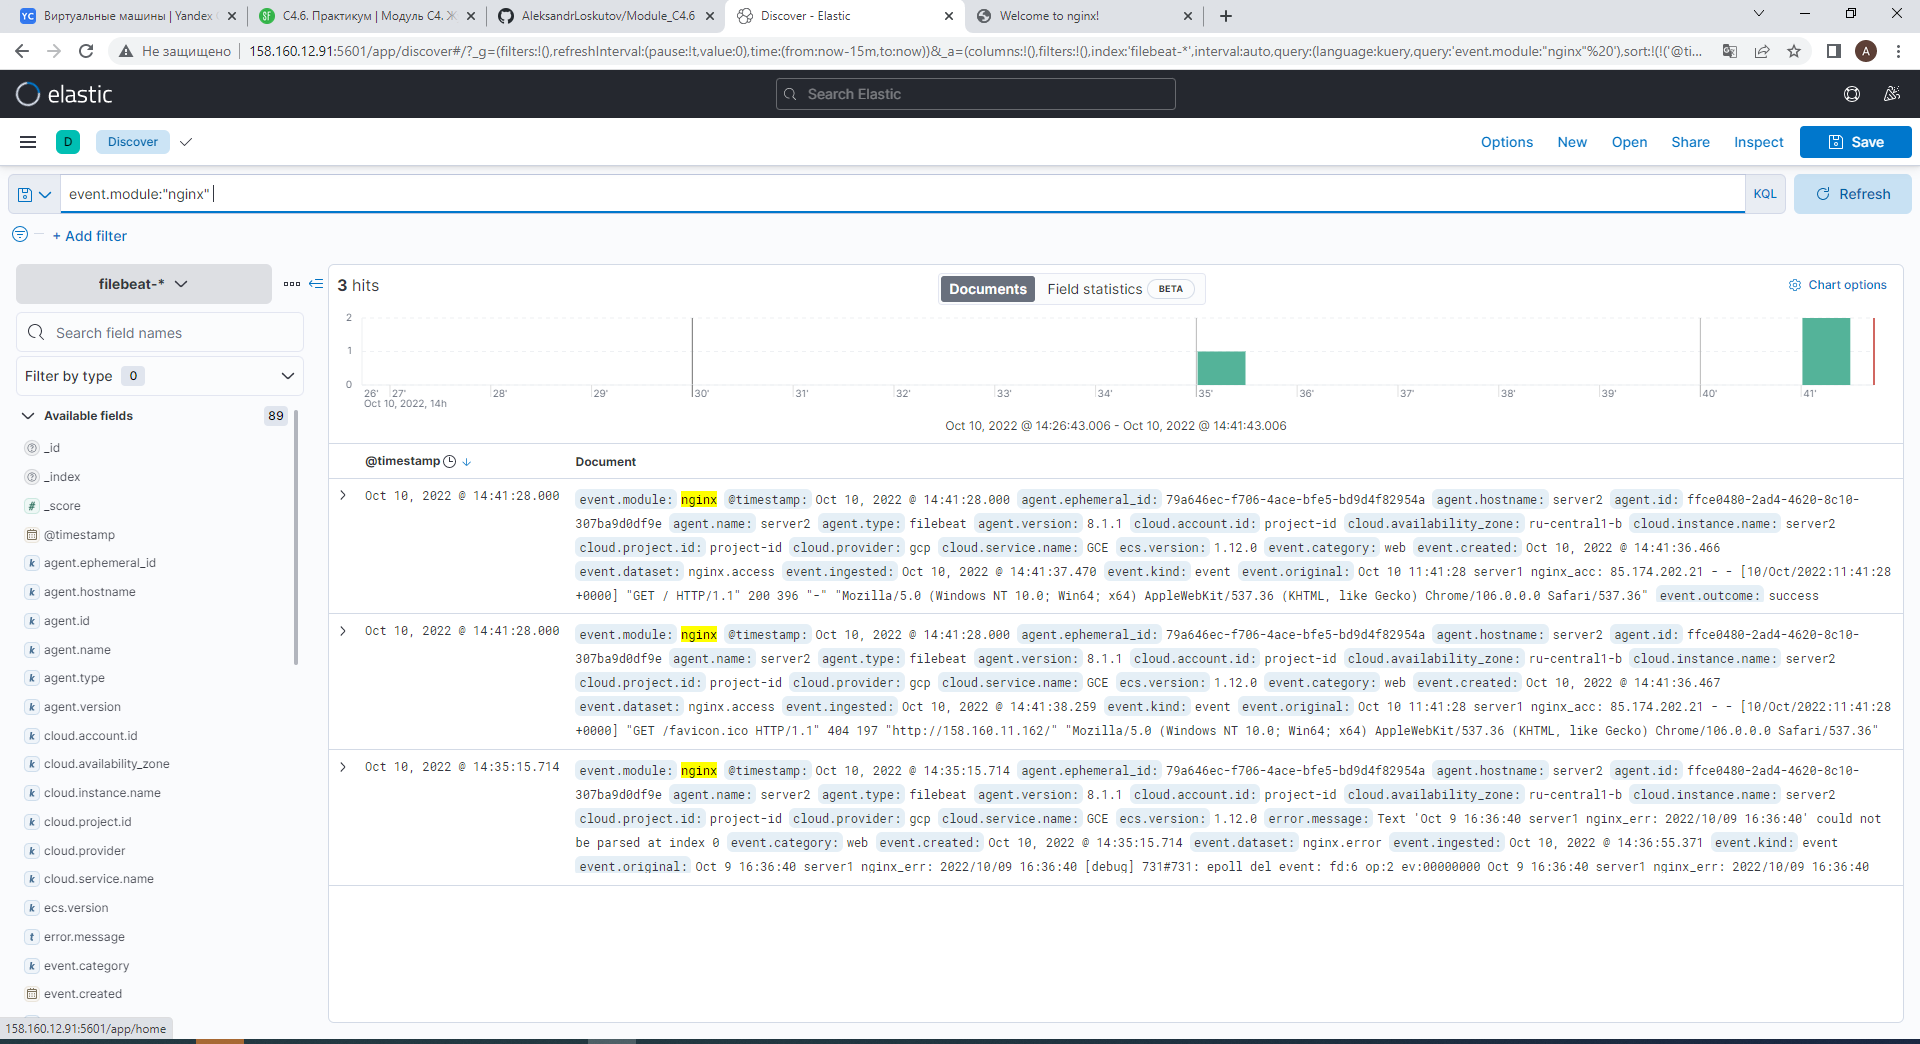 Виртуальные машины | Yandex
С4.6. Практикум | Модуль С4. Ж
AleksandrLoskutov/Module_C4.6
Discover - Elastic
Welcome to nginx!
Не защищено
158.160.12.91:5601/app/discover#/?_g=(filters:!(),refreshInterval:(pause:!t,value:0),time:(from:now-15m,to:now))&_a=(columns:!(),filters:!(),index:'filebeat-*',interval:auto,query:(language:kuery,query:'event.module:"nginx"%20'),sort:!(!('@ti...
A
elastic
Search Elastic
D
Discover
Options
New
Open
Share
Inspect
Save
event.module:"nginx"
KQL
Refresh
+ Add filter
filebeat-*
3 hits
Documents
Field statistics
BETA
Chart options
Search field names
Filter by type 0
Available fields 89
_id
_index
_score
@timestamp
agent.ephemeral_id
agent.hostname
agent.id
agent.name
agent.type
agent.version
cloud.account.id
cloud.availability_zone
cloud.instance.name
cloud.project.id
cloud.provider
cloud.service.name
ecs.version
error.message
event.category
event.created
2
1
0
26' 27' 28' 29' 30' 31' 32' 33' 34' 35' 36' 37' 38' 39' 40' 41'
Oct 10, 2022, 14h
Oct 10, 2022 @ 14:26:43.006 - Oct 10, 2022 @ 14:41:43.006
@timestamp
Document
Oct 10, 2022 @ 14:41:28.000
event.module: nginx @timestamp: Oct 10, 2022 @ 14:41:28.000 agent.ephemeral_id: 79a646ec-f706-4ace-bfe5-bd9d4f82954a agent.hostname: server2 agent.id: ffce0480-2ad4-4620-8c10-
307ba9d0df9e agent.name: server2 agent.type: filebeat agent.version: 8.1.1 cloud.account.id: project-id cloud.availability_zone: ru-central1-b cloud.instance.name: server2
cloud.project.id: project-id cloud.provider: gcp cloud.service.name: GCE ecs.version: 1.12.0 event.category: web event.created: Oct 10, 2022 @ 14:41:36.466
event.dataset: nginx.access event.ingested: Oct 10, 2022 @ 14:41:37.470 event.kind: event event.original: Oct 10 11:41:28 server1 nginx_acc: 85.174.202.21 - - [10/Oct/2022:11:41:28
+0000] "GET / HTTP/1.1" 200 396 "-" "Mozilla/5.0 (Windows NT 10.0; Win64; x64) AppleWebKit/537.36 (KHTML, like Gecko) Chrome/106.0.0.0 Safari/537.36" event.outcome: success
Oct 10, 2022 @ 14:41:28.000
event.module: nginx @timestamp: Oct 10, 2022 @ 14:41:28.000 agent.ephemeral_id: 79a646ec-f706-4ace-bfe5-bd9d4f82954a agent.hostname: server2 agent.id: ffce0480-2ad4-4620-8c10-
307ba9d0df9e agent.name: server2 agent.type: filebeat agent.version: 8.1.1 cloud.account.id: project-id cloud.availability_zone: ru-central1-b cloud.instance.name: server2
cloud.project.id: project-id cloud.provider: gcp cloud.service.name: GCE ecs.version: 1.12.0 event.category: web event.created: Oct 10, 2022 @ 14:41:36.467
event.dataset: nginx.access event.ingested: Oct 10, 2022 @ 14:41:38.259 event.kind: event event.original: Oct 10 11:41:28 server1 nginx_acc: 85.174.202.21 - - [10/Oct/2022:11:41:28
+0000] "GET /favicon.ico HTTP/1.1" 404 197 "http://158.160.11.162/" "Mozilla/5.0 (Windows NT 10.0; Win64; x64) AppleWebKit/537.36 (KHTML, like Gecko) Chrome/106.0.0.0 Safari/537.36"
Oct 10, 2022 @ 14:35:15.714
event.module: nginx @timestamp: Oct 10, 2022 @ 14:35:15.714 agent.ephemeral_id: 79a646ec-f706-4ace-bfe5-bd9d4f82954a agent.hostname: server2 agent.id: ffce0480-2ad4-4620-8c10-
307ba9d0df9e agent.name: server2 agent.type: filebeat agent.version: 8.1.1 cloud.account.id: project-id cloud.availability_zone: ru-central1-b cloud.instance.name: server2
cloud.project.id: project-id cloud.provider: gcp cloud.service.name: GCE ecs.version: 1.12.0 error.message: Text 'Oct 9 16:36:40 server1 nginx_err: 2022/10/09 16:36:40' could not
be parsed at index 0 event.category: web event.created: Oct 10, 2022 @ 14:35:15.714 event.dataset: nginx.error event.ingested: Oct 10, 2022 @ 14:36:55.371 event.kind: event
event.original: Oct 9 16:36:40 server1 nginx_err: 2022/10/09 16:36:40 [debug] 731#731: epoll del event: fd:6 op:2 ev:00000000 Oct 9 16:36:40 server1 nginx_err: 2022/10/09 16:36:40
158.160.12.91:5601/app/home